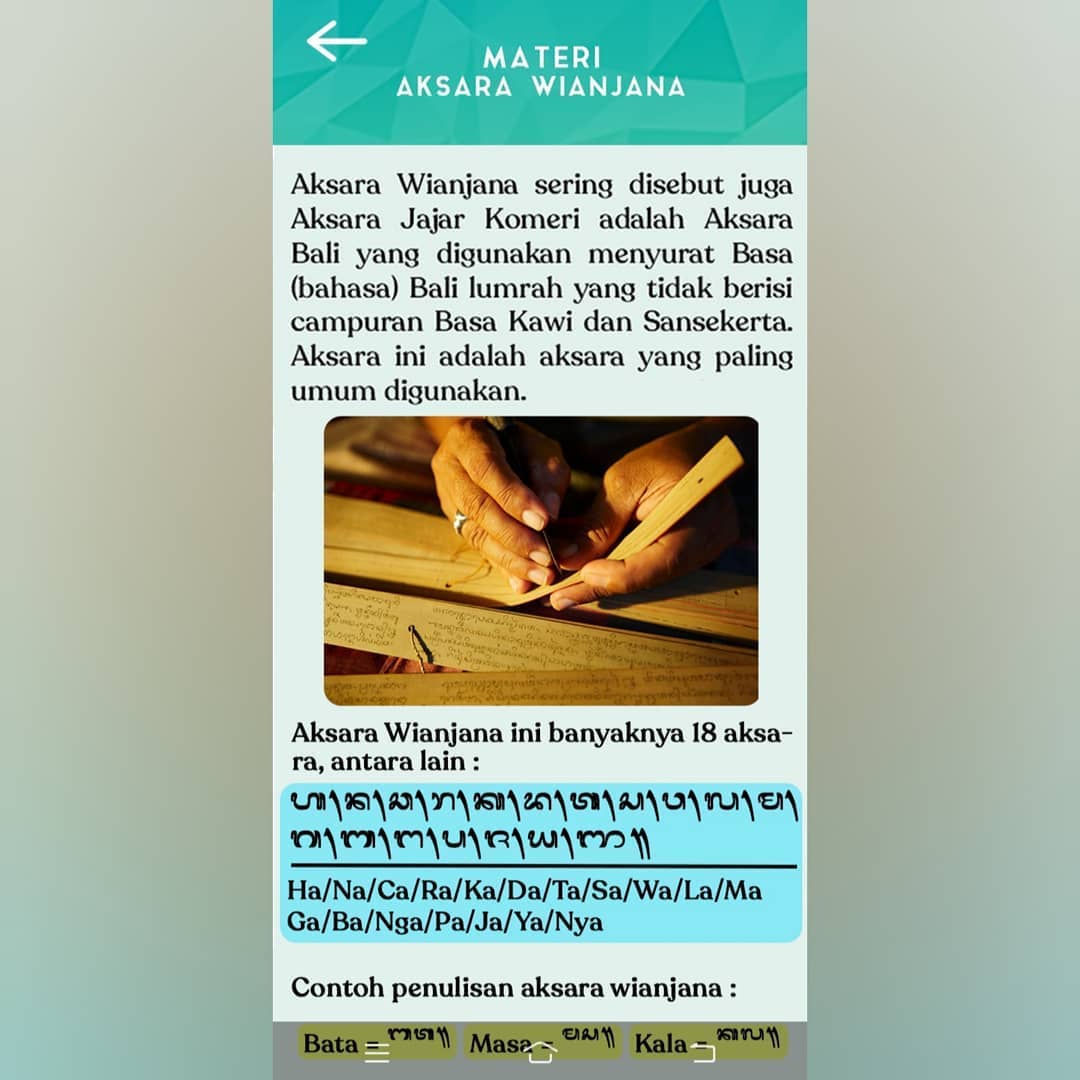 MATERI
AKSARA WIANJANA
Aksara Wianjana sering disebut juga
Aksara Jajar Komeri adalah Aksara
Bali yang digunakan menyurat Basa
(bahasa) Bali lumrah yang tidak berisi
campuran Basa Kawi dan Sansekerta.
Aksara ini adalah aksara yang paling
umum digunakan.
Aksara Wianjana ini banyaknya 18 aksa-
ra, antara lain :
ᬳ᭞ᬦ᭞ᬘ᭞ᬭ᭞ᬓ᭞ᬤ᭞ᬢ᭞ᬲ᭞ᬯ᭞ᬮ᭞ᬫ᭞
ᬕ᭞ᬩ᭞ᬗ᭞ᬧ᭞ᬚ᭞ᬬ᭞ᬜ᭟
Ha/Na/Ca/Ra/Ka/Da/Ta/Sa/Wa/La/Ma
Ga/Ba/Nga/Pa/Ja/Ya/Nya
Contoh penulisan aksara wianjana :
Bata = ᬩᬢ᭟ Masa = ᬫᬲ᭟ Kala = ᬓᬮ᭟